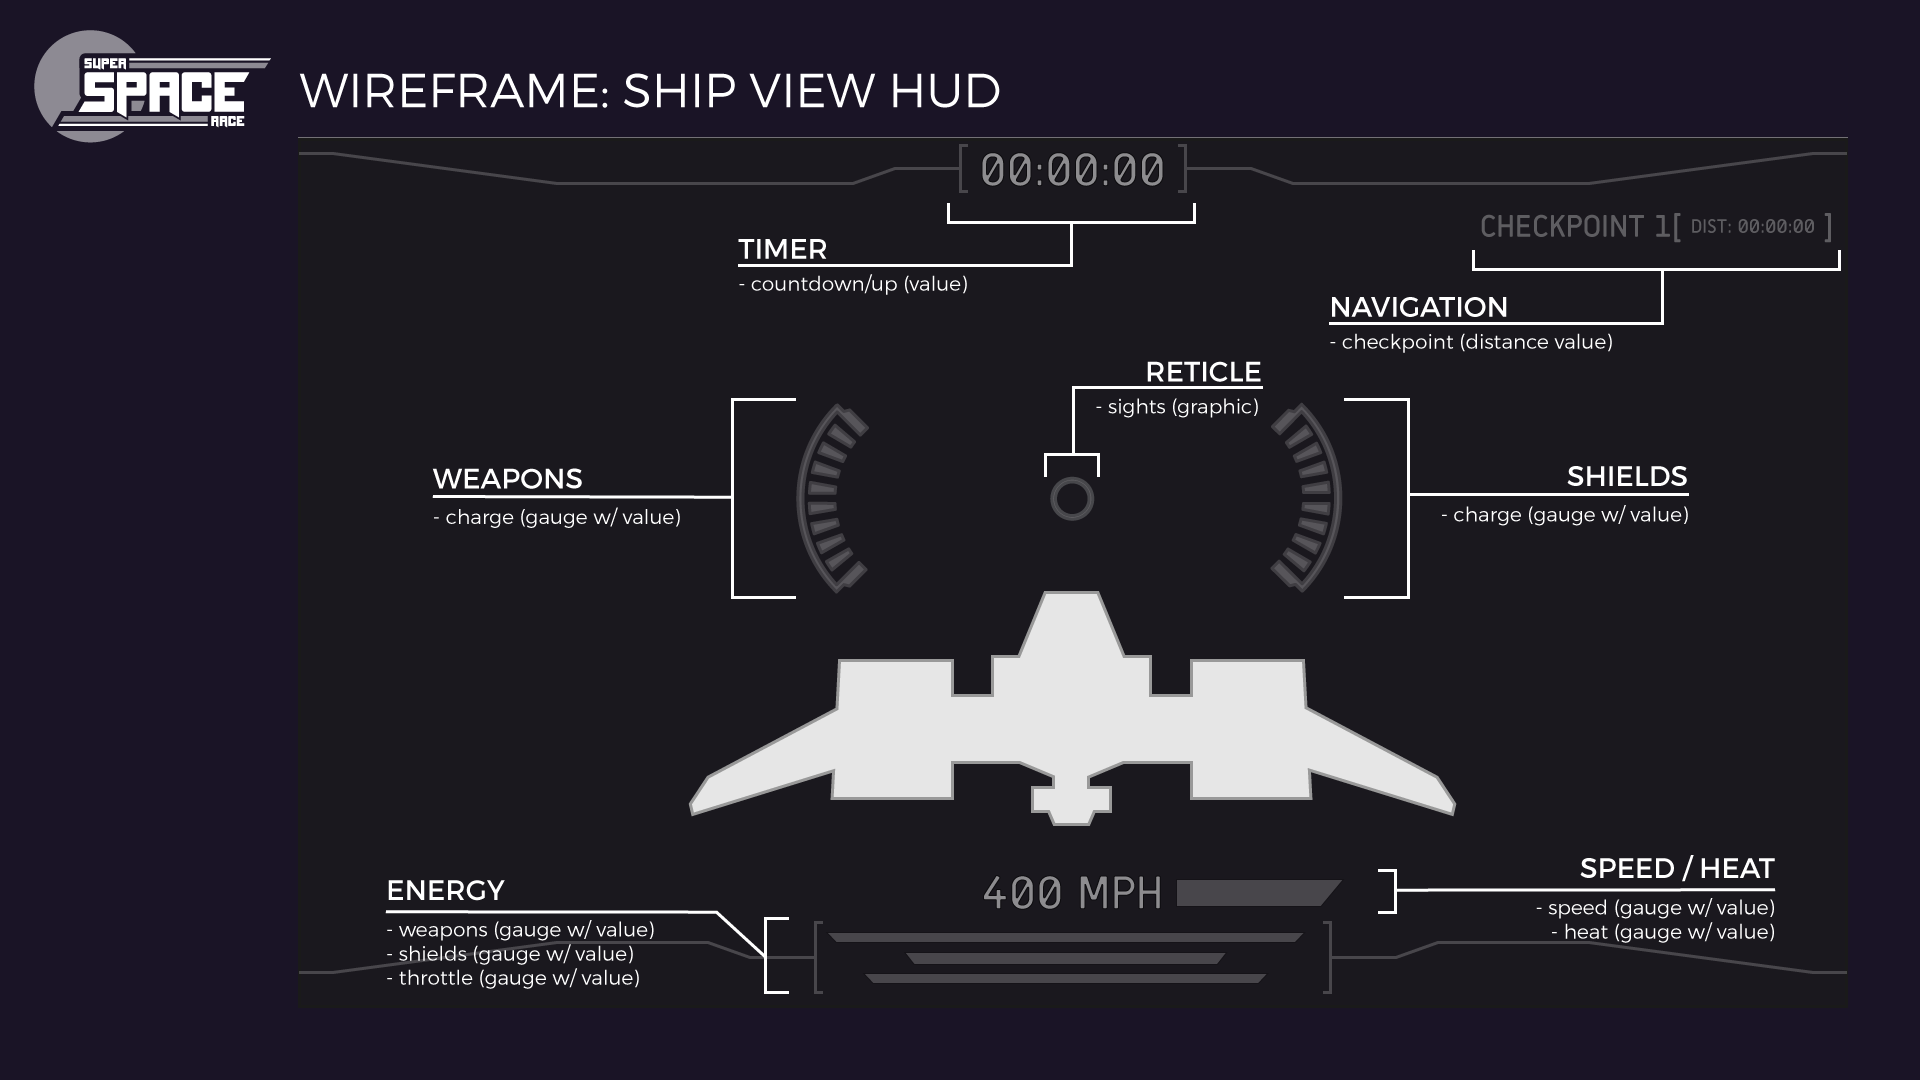 SUPER
SPACE
RACE
WIREFRAME: SHIP VIEW HUD
[00:00:00]
CHECKPOINT 1[ DIST: 00:00:00 ]
TIMER
- countdown/up (value)
NAVIGATION
- checkpoint (distance value)
RETICLE
- sights (graphic)
WEAPONS
- charge (gauge w/ value)
SHIELDS
- charge (gauge w/ value)
400 MPH
SPEED / HEAT
- speed (gauge w/ value)
- heat (gauge w/ value)
ENERGY
- weapons (gauge w/ value)
- shields (gauge w/ value)
- throttle (gauge w/ value)